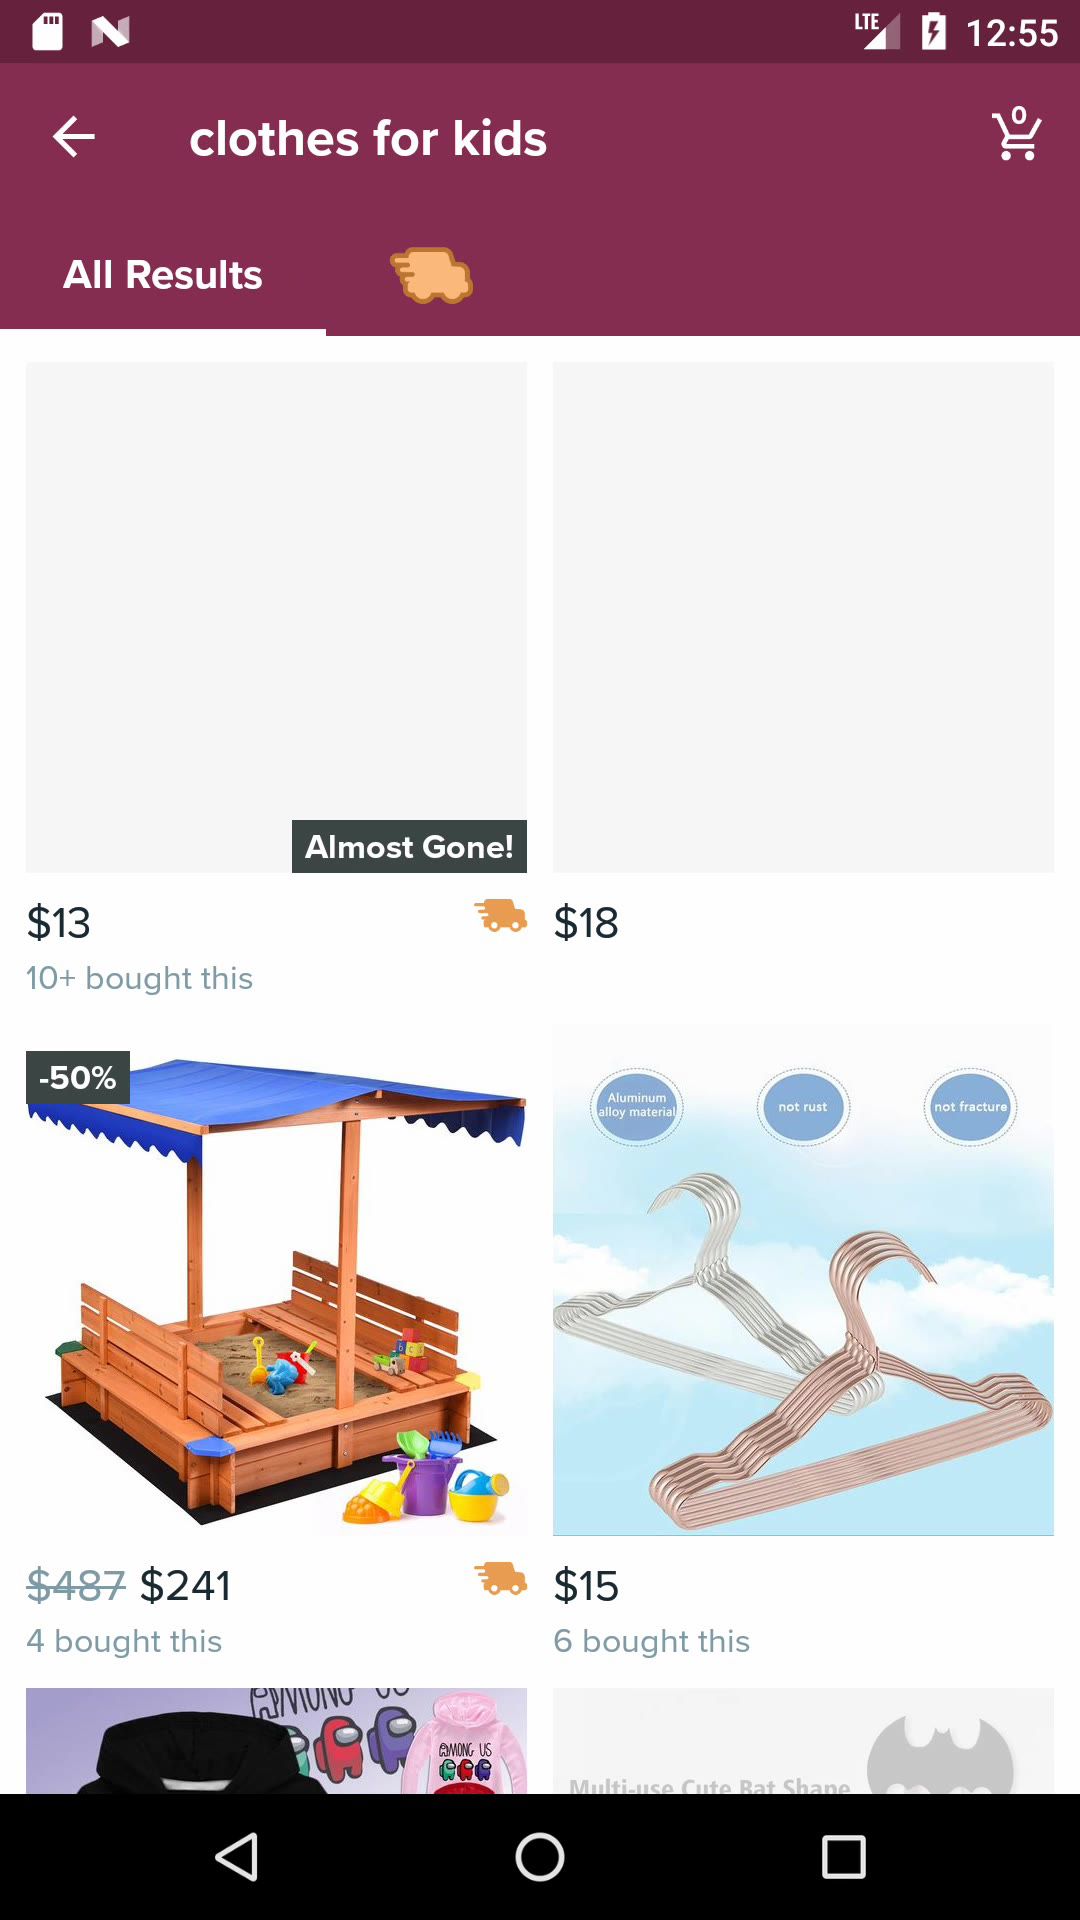 LTE 12:55
clothes for kids
0
All Results
Almost Gone!
$13
$18
10+ bought this
-50%
Aluminum
alloy material
not rust
not fracture
$487 $241
$15
4 bought this
6 bought this
AMONG US
AMONG US
Multi-use Cute Bat Shape